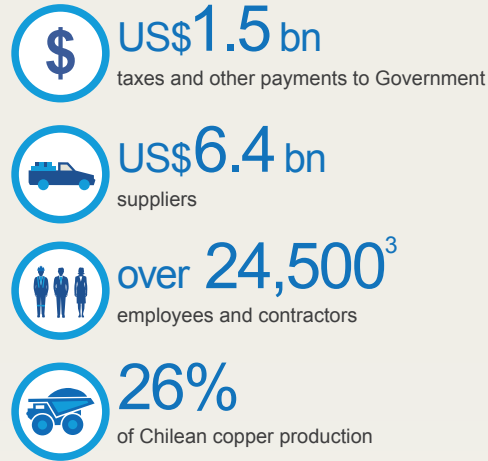 $
US$1.5 bn
taxes and other payments to Government
US$6.4 bn
suppliers
over 24,500³
employees and contractors
26%
of Chilean copper production